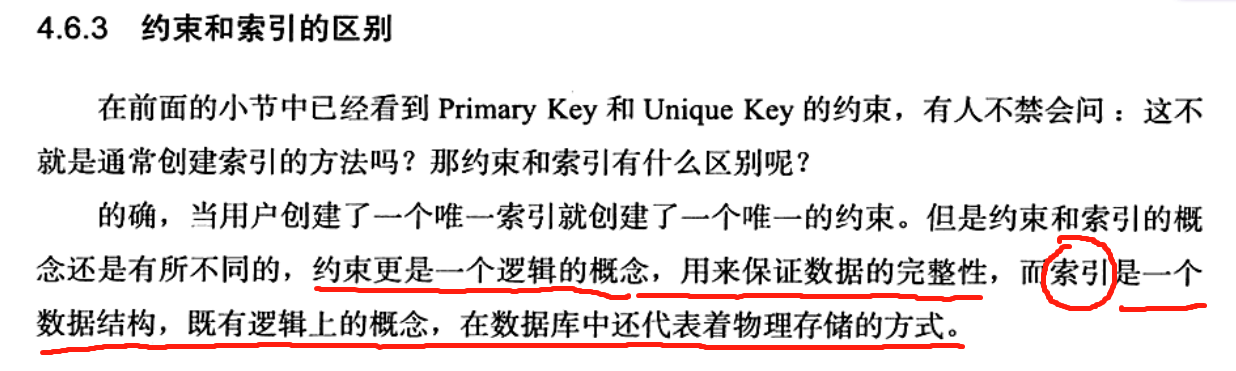 4.6.3 约束和索引的区别
在前面的小节中已经看到 Primary Key 和 Unique Key 的约束，有人不禁会问：这不
就是通常创建索引的方法吗？那约束和索引有什么区别呢？
的确，当用户创建了一个唯一索引就创建了一个唯一的约束。但是约束和索引的概
念还是有所不同的，约束更是一个逻辑的概念，用来保证数据的完整性，而索引是一个
数据结构，既有逻辑上的概念，在数据库中还代表着物理存储的方式。